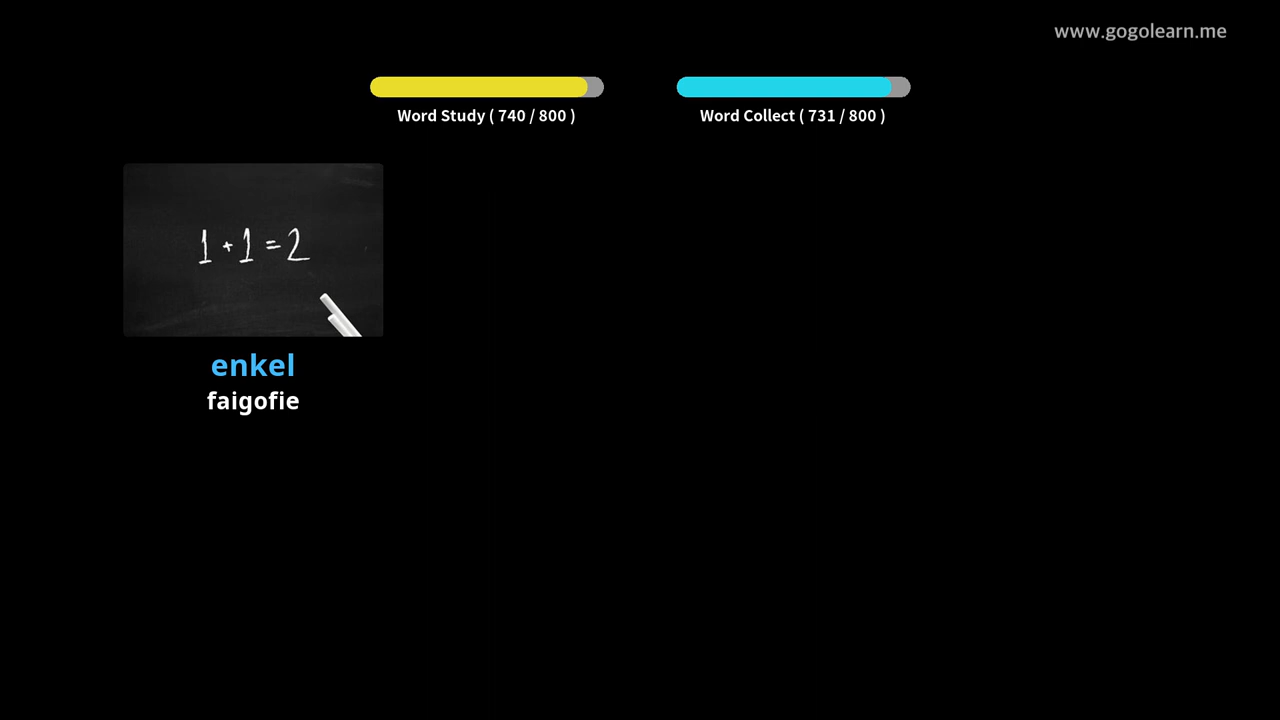 www.gogolearn.me
Word Study ( 740 / 800 )
Word Collect ( 731 / 800 )
1 + 1 = 2
enkel
faigofie